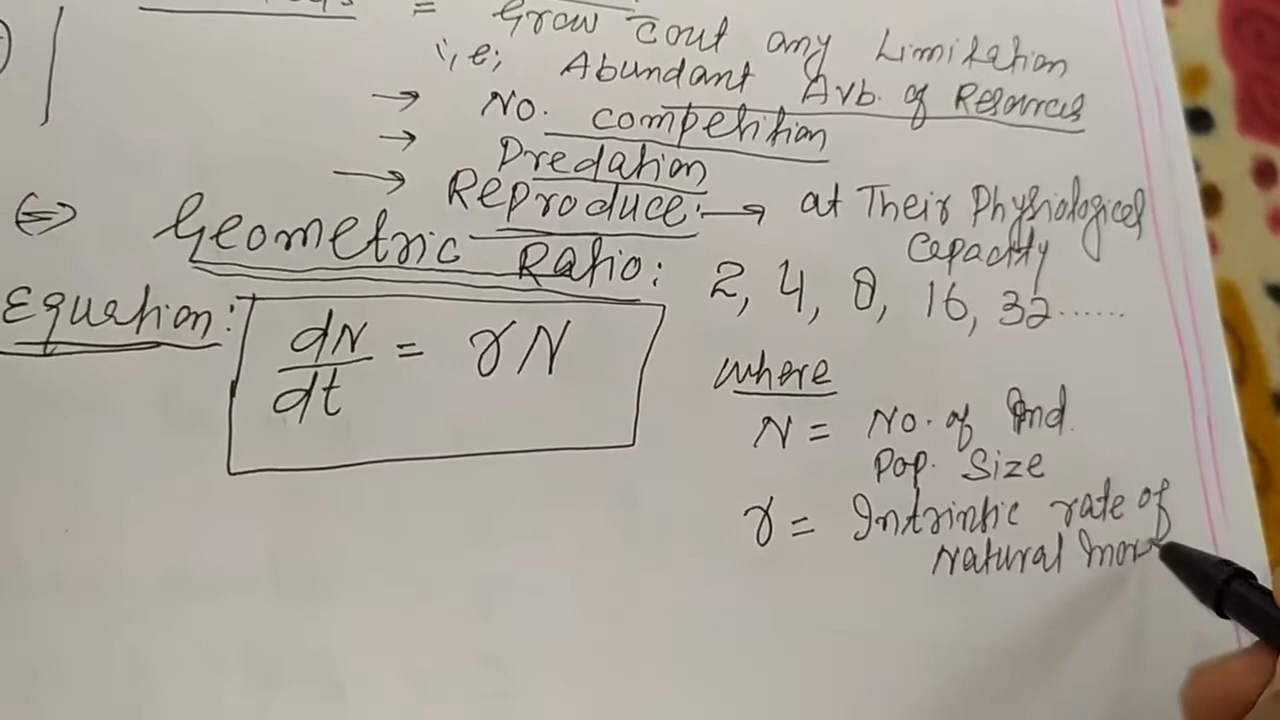 = Grow cout any Limitation
i,e; Abundant Avb. of Resources
→ No. competition
→ Predation
→ Reproduce: → at Their Physiological Capacity
⇔ Geometric Ratio: 2, 4, 8, 16, 32......
Equation: dN/dt = rN
where
N = No. of Ind.
Pop. Size
r = Intrinsic rate of
Natural